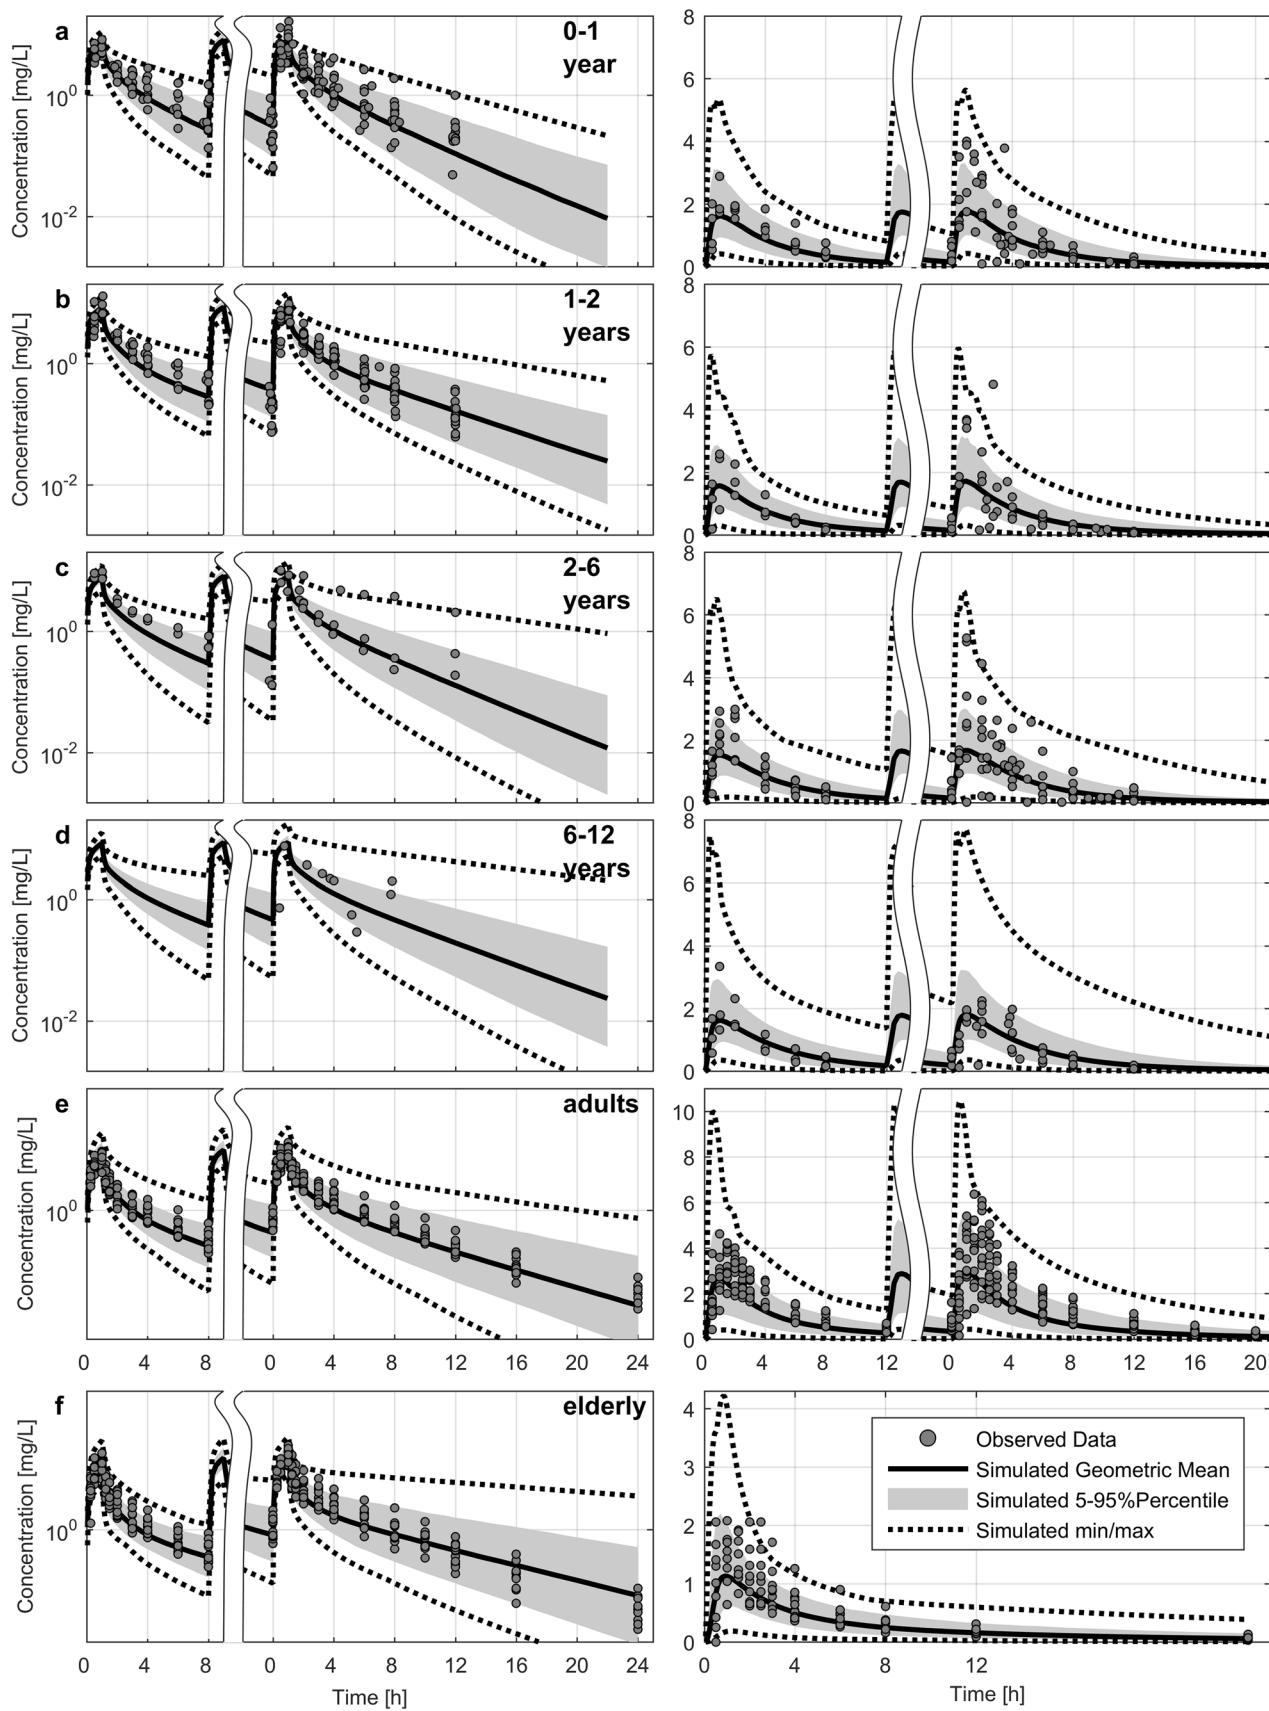 a
0-1
year
Concentration [mg/L]
10^0
10^-2
8
6
4
2
0
b
1-2
years
Concentration [mg/L]
10^0
10^-2
8
6
4
2
0
c
2-6
years
Concentration [mg/L]
10^0
10^-2
8
6
4
2
0
d
6-12
years
Concentration [mg/L]
10^0
10^-2
8
6
4
2
0
e
adults
Concentration [mg/L]
10^0
10
8
6
4
2
0
0 4 8 0 4 8 12 16 20 24
0 4 8 12 0 4 8 12 16 20
f
elderly
Concentration [mg/L]
10^0
4
3
2
1
0
Observed Data
Simulated Geometric Mean
Simulated 5-95%Percentile
Simulated min/max
0 4 8 0 4 8 12 16 20 24
0 4 8 12
Time [h]
Time [h]